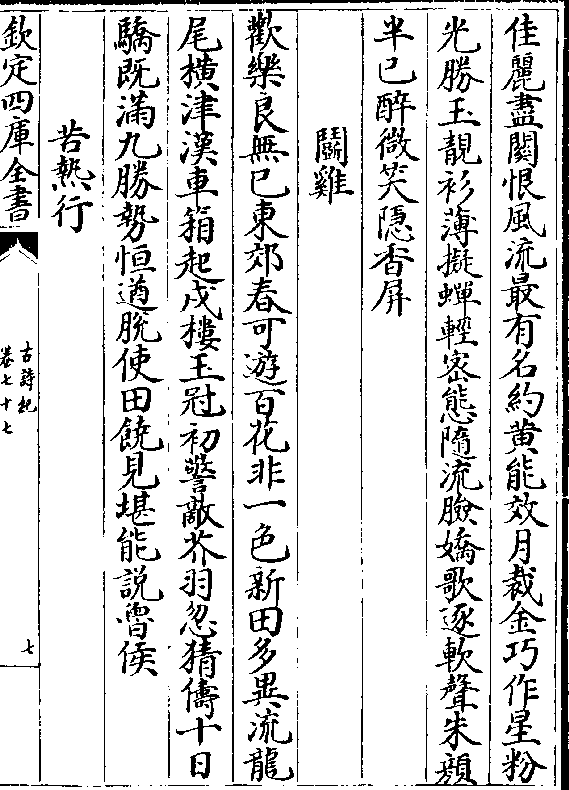 佳麗盡關恨風流最有名約黄能效月裁金巧作星粉
光勝玉靚衫薄擬蟬輕密態隨流臉嬌歌逐軟聲朱顔
半已醉微笑隠香屏
鬬雞
歡樂良無已東郊春可遊百花非一色新田多異流龍
尾横津漢車箱起戍樓玉冠初警敵芥羽忽猜儔十日
驕既滿九勝勢恒遒脱使田饒見堪能説魯侯
苦熱行
欽定四庫全書
古詩紀
卷七十七
七